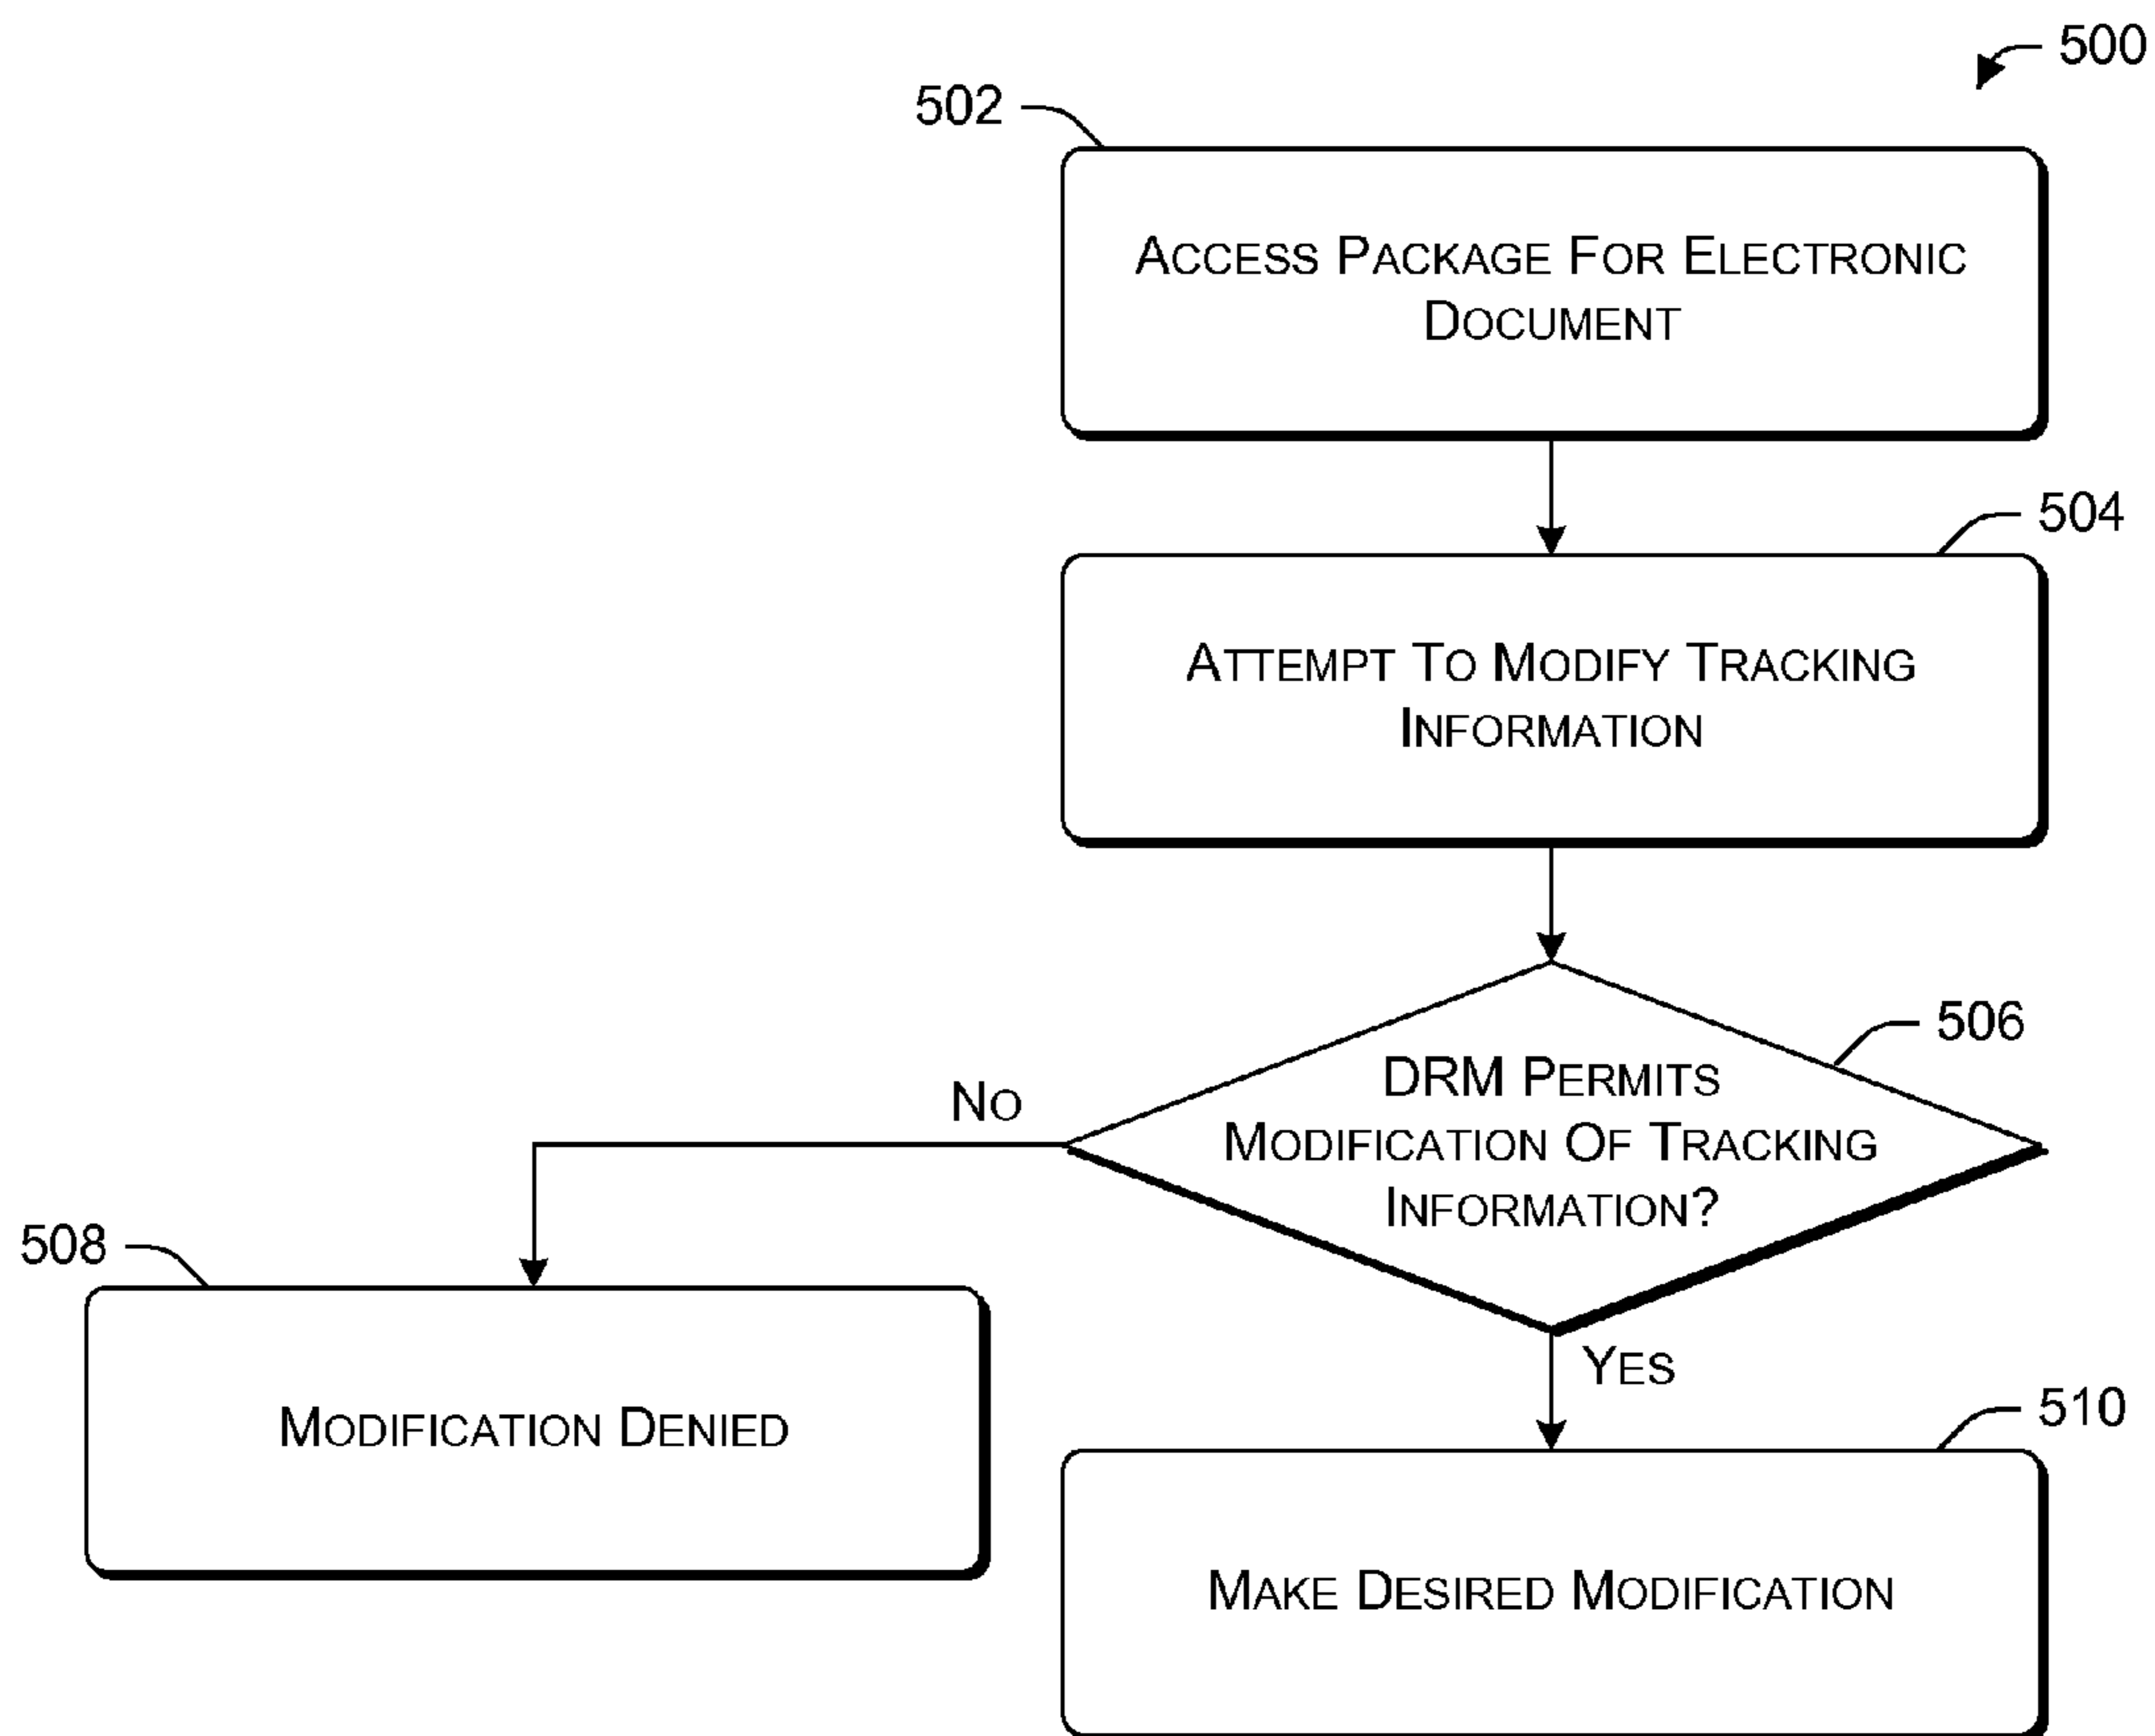 500
502
ACCESS PACKAGE FOR ELECTRONIC
DOCUMENT
504
ATTEMPT TO MODIFY TRACKING
INFORMATION
506
DRM PERMITS
MODIFICATION OF TRACKING
INFORMATION?
NO
YES
508
MODIFICATION DENIED
510
MAKE DESIRED MODIFICATION